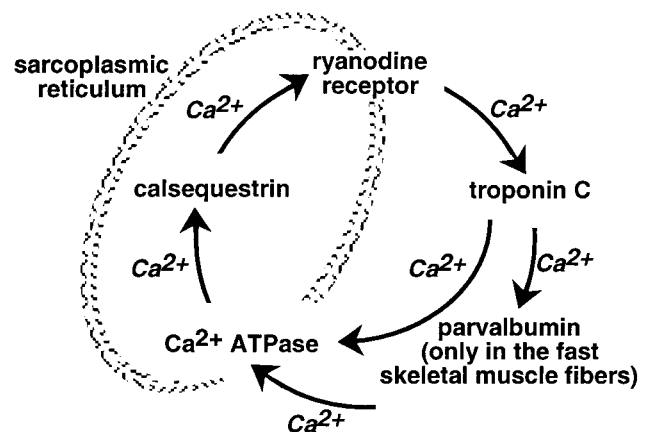 sarcoplasmic
reticulum
ryanodine
receptor
Ca2+
Ca2+
calsequestrin
troponin C
Ca2+
Ca2+
Ca2+
Ca2+ ATPase
parvalbumin
(only in the fast
skeletal muscle fibers)
Ca2+